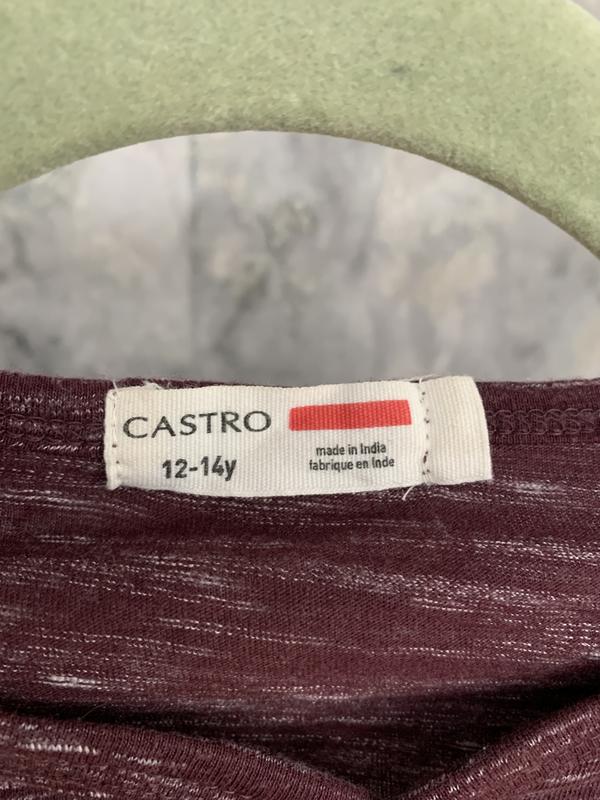 CASTRO
12-14y
made in India
fabrique en Inde